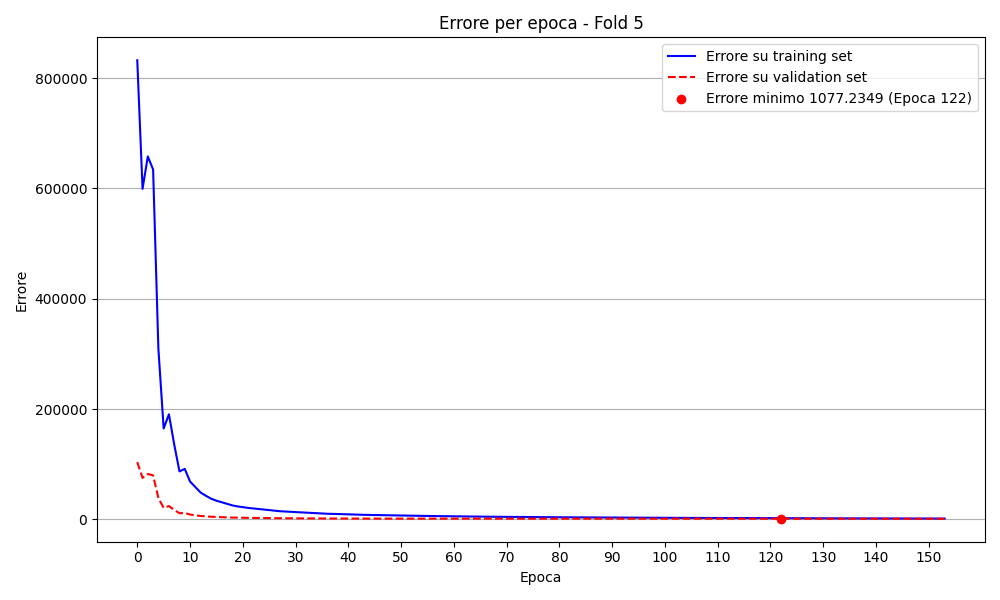 Errore per epoca - Fold 5
Errore su training set
Errore su validation set
Errore minimo 1077.2349 (Epoca 122)
Errore
800000
600000
400000
200000
0
0 10 20 30 40 50 60 70 80 90 100 110 120 130 140 150
Epoca